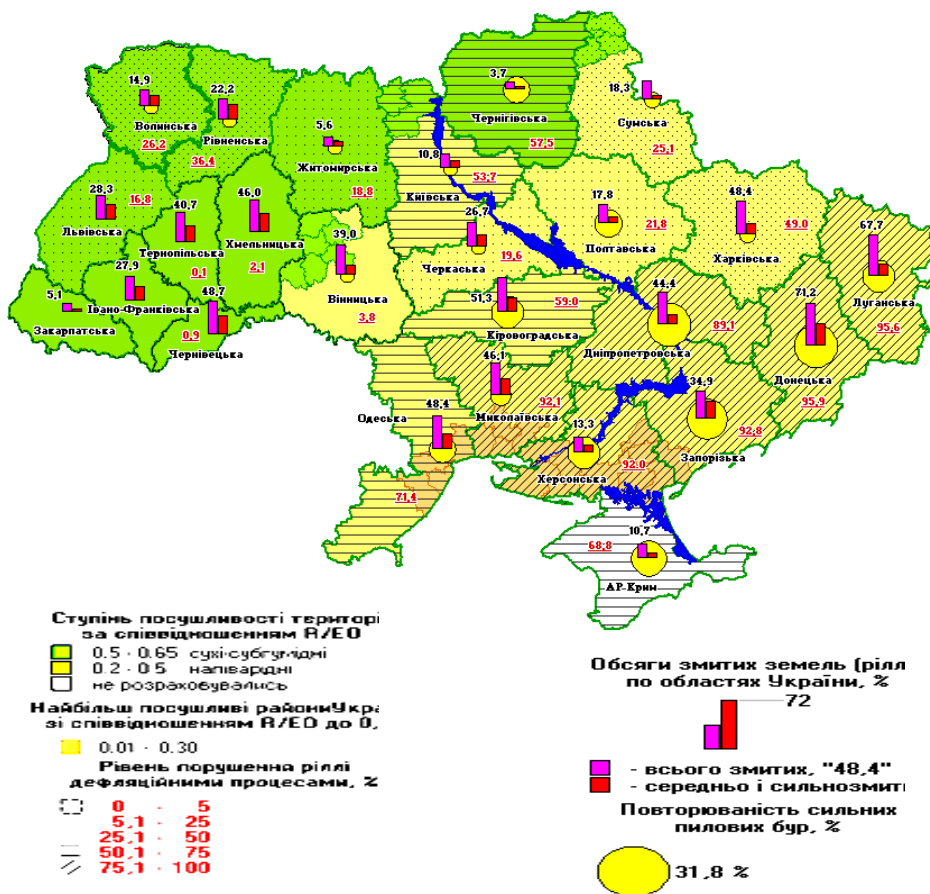 3,7
14,9
18,3
22,2
Волинська
Рівненська
Чернігівська
Сумська
5,6
26,2
57,5
25,1
36,4
Житомирська
10,8
53,7
28,3
16,8
18,8
Київська
46,0
40,7
26,7
17,8
48,4
67,7
Львівська
Хмельницька
39,0
21,8
49,0
Тернопільська
Полтавська
Харківська
Черкаська
19,6
27,9
0,1
2,1
Вінницька
51,3
59,0
44,4
71,2
Луганська
5,1
Івано-Франківська
48,7
Закарпатська
3,8
89,1
95,6
0,9
Кіровоградська
Чернівецька
Дніпропетровська
46,1
34,9
Донецька
92,1
95,9
Одеська
48,4
Миколаївська
13,3
92,8
Запорізька
92,0
Херсонська
71,4
10,7
68,8
АР Крим
Ступінь посушливості територі
за співвідношенням R/EO
0.5 - 0.65 сухі-субгумідні
0.2 - 0.5 напіварідні
не розраховувались
Найбільш посушливі райониУкра
зі співвідношенням R/EO до 0,
0.01 - 0.30
Рівень порушення ріллі
дефляційними процесами, %
0 - 5
5,1 - 25
25,1 - 50
50,1 - 75
75,1 - 100
Обсяги змитих земель (рілл
по областях України, %
72
- всього змитих, "48,4"
- середньо і сильнозмит
Повторюваність сильних
пилових бур, %
31,8 %